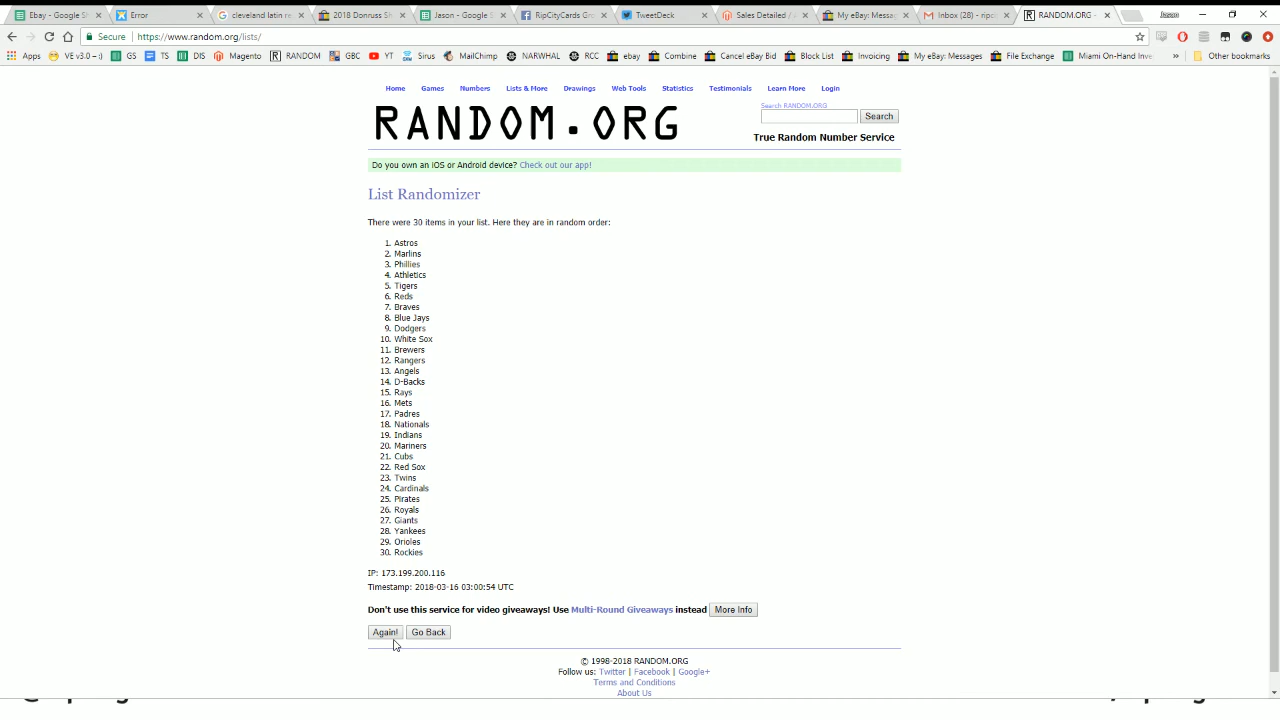 Ebay - Google Sh
Error
cleveland latin re
2018 Donruss Sh
Jason - Google S
RipCityCards Gro
TweetDeck
Sales Detailed /
My eBay: Messa
Inbox (28) - ripc
RANDOM.ORG -
Jason
Secure
https://www.random.org/lists/
Apps
VE v3.0 -- :)
GS
TS
DIS
Magento
RANDOM
GBC
YT
Sirus
MailChimp
NARWHAL
RCC
ebay
Combine
Cancel eBay Bid
Block List
Invoicing
My eBay: Messages
File Exchange
Miami On-Hand Inve
Other bookmarks
Home Games Numbers Lists & More Drawings Web Tools Statistics Testimonials Learn More Login
RANDOM.ORG
Search RANDOM.ORG
Search
True Random Number Service
Do you own an iOS or Android device? Check out our app!
List Randomizer
There were 30 items in your list. Here they are in random order:
1. Astros
2. Marlins
3. Phillies
4. Athletics
5. Tigers
6. Reds
7. Braves
8. Blue Jays
9. Dodgers
10. White Sox
11. Brewers
12. Rangers
13. Angels
14. D-Backs
15. Rays
16. Mets
17. Padres
18. Nationals
19. Indians
20. Mariners
21. Cubs
22. Red Sox
23. Twins
24. Cardinals
25. Pirates
26. Royals
27. Giants
28. Yankees
29. Orioles
30. Rockies
IP: 173.199.200.116
Timestamp: 2018-03-16 03:00:54 UTC
Don't use this service for video giveaways! Use Multi-Round Giveaways instead More Info
Again! Go Back
© 1998-2018 RANDOM.ORG
Follow us: Twitter | Facebook | Google+
Terms and Conditions
About Us